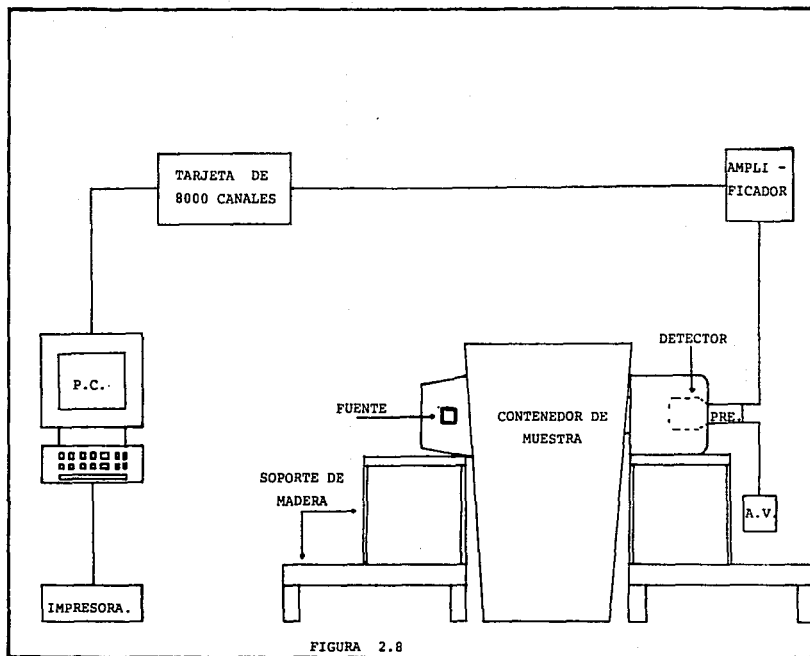 TARJETA DE
8000 CANALES
AMPLI -
FICADOR
P.C.
DETECTOR
FUENTE
CONTENEDOR DE
MUESTRA
PRE.
SOPORTE DE
MADERA
A.V.
IMPRESORA.
FIGURA 2.8